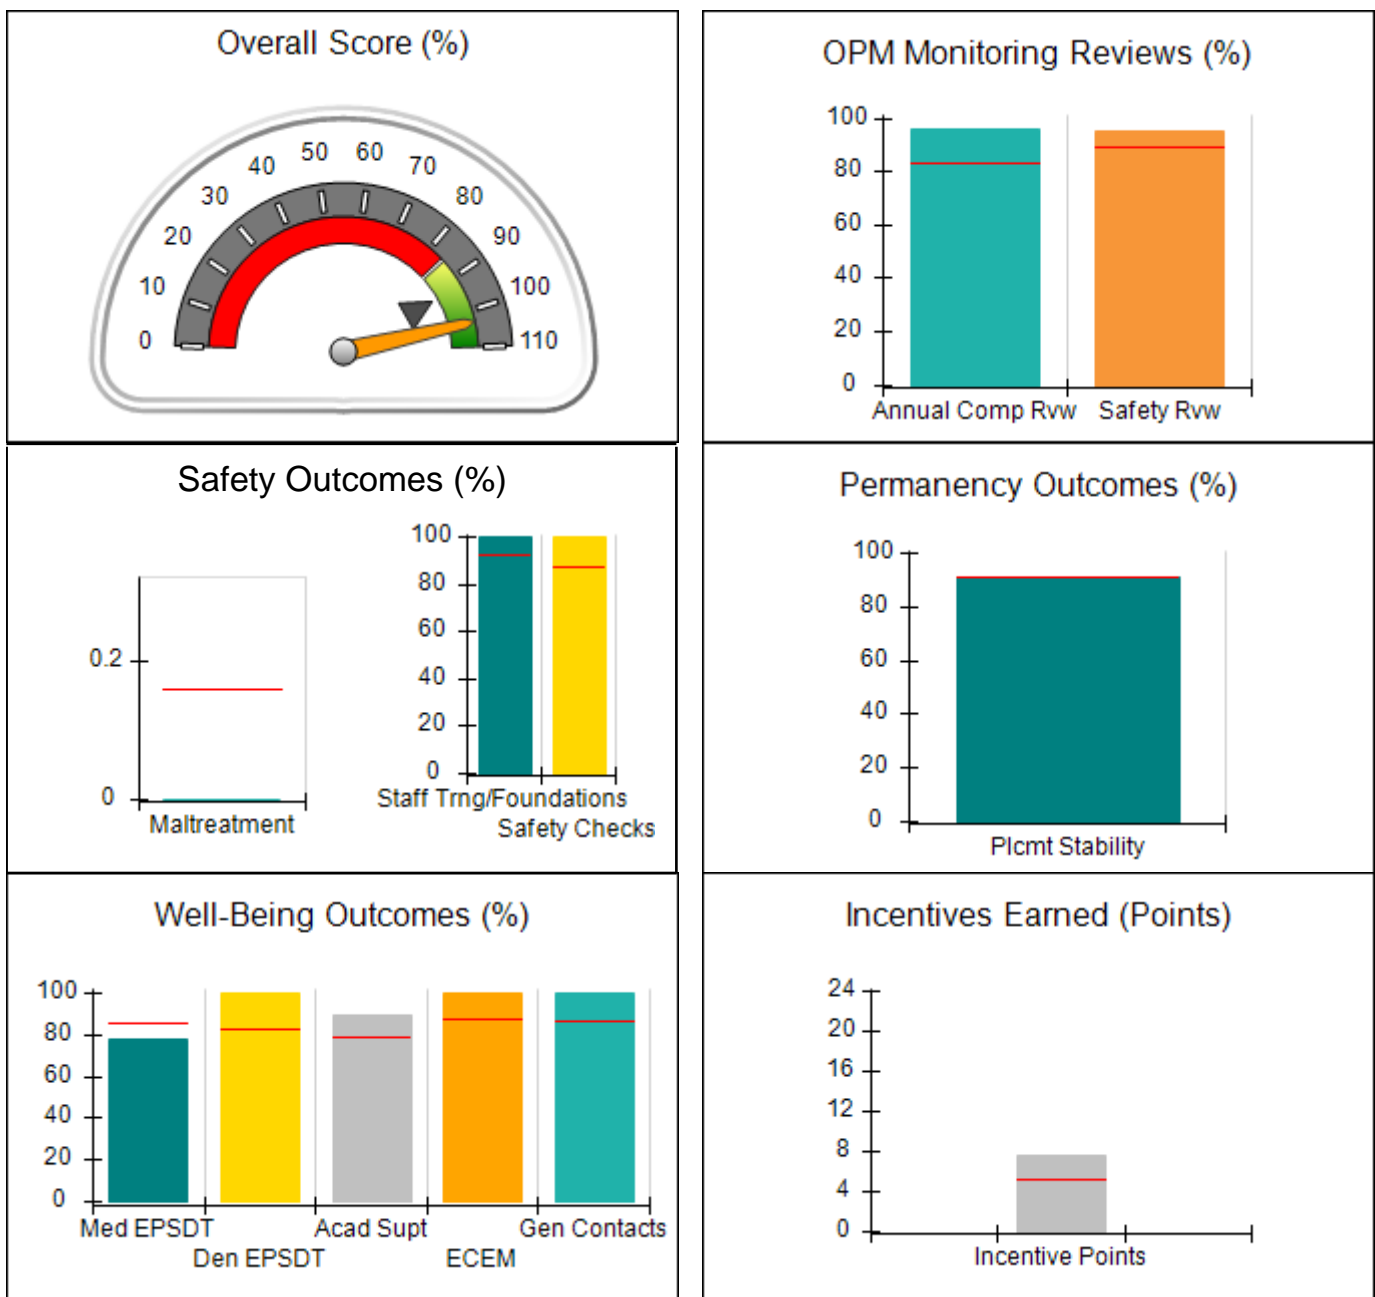 Overall Score (%)
0 10 20 30 40 50 60 70 80 90 100 110
OPM Monitoring Reviews (%)
100
80
60
40
20
0
Annual Comp Rvw Safety Rvw
Safety Outcomes (%)
0.2
0
Maltreatment
100
80
60
40
20
0
Staff Trng/Foundations
Safety Checks
Permanency Outcomes (%)
100
80
60
40
20
0
Plcmt Stability
Well-Being Outcomes (%)
100
80
60
40
20
0
Med EPSDT Acad Supt Gen Contacts
Den EPSDT ECEM
Incentives Earned (Points)
24
20
16
12
8
4
0
Incentive Points